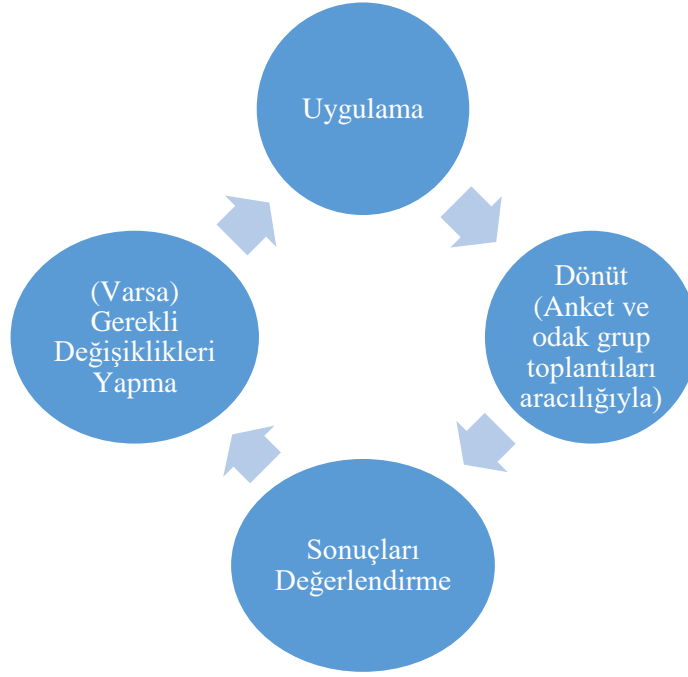 Uygulama
Dönüt
(Anket ve
odak grup
toplantıları
aracılığıyla)
Sonuçları
Değerlendirme
(Varsa)
Gerekli
Değişiklikleri
Yapma